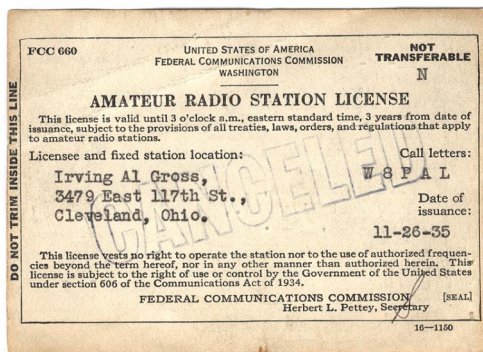 FCC 660
UNITED STATES OF AMERICA
FEDERAL COMMUNICATIONS COMMISSION
WASHINGTON
NOT
TRANSFERABLE
N
AMATEUR RADIO STATION LICENSE
This license is valid until 3 o'clock a.m., eastern standard time, 3 years from date of
issuance, subject to the provisions of all treaties, laws, orders, and regulations that apply
to amateur radio stations.
Licensee and fixed station location:
Irving Al Gross,
3479 East 117th St.,
Cleveland, Ohio.
Call letters:
W 8 P A L
Date of
issuance:
11-26-35
CANCELED
This license vests no right to operate the station nor to the use of authorized frequen-
cies beyond the term hereof, nor in any other manner than authorized herein. This
license is subject to the right of use or control by the Government of the United States
under section 606 of the Communications Act of 1934.
FEDERAL COMMUNICATIONS COMMISSION [SEAL]
Herbert L. Pettey, Secretary
16—1150
DO NOT TRIM INSIDE THIS LINE